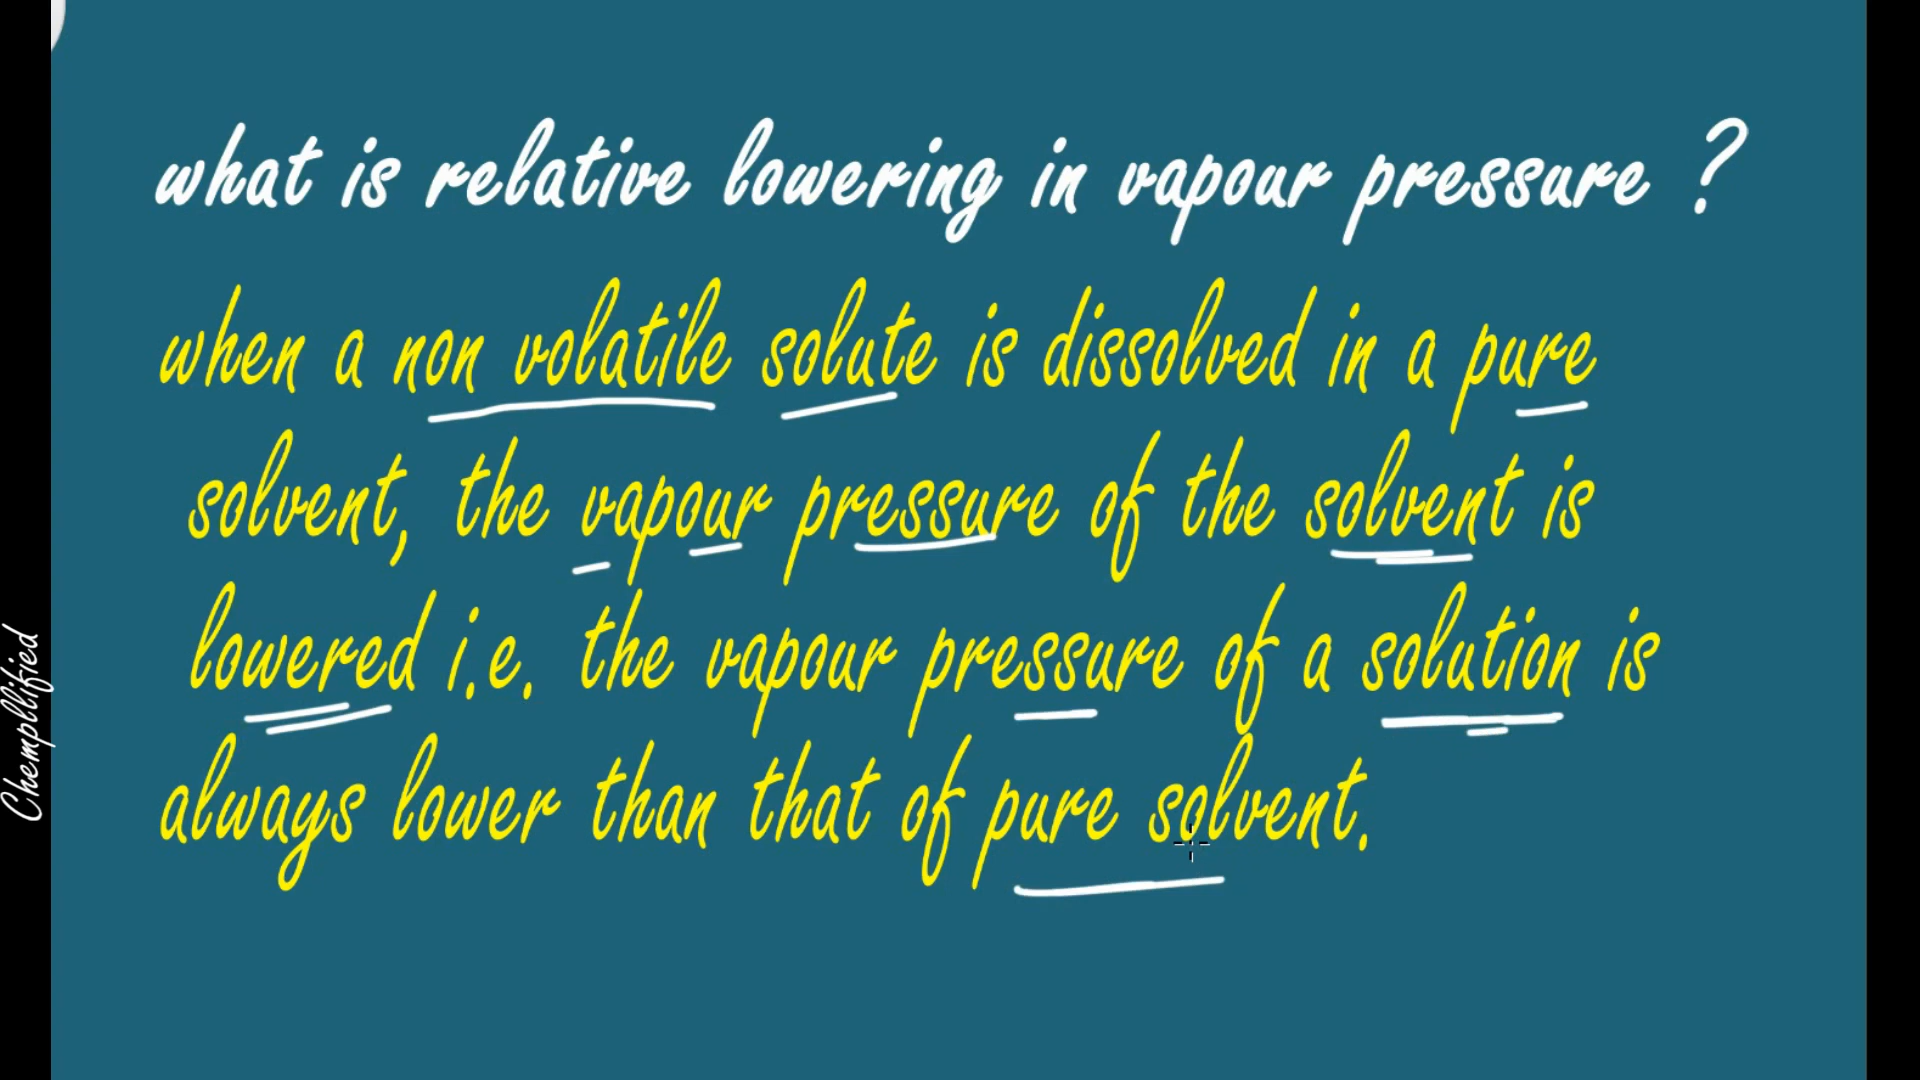 what is relative lowering in vapour pressure ?
when a non volatile solute is dissolved in a pure
solvent, the vapour pressure of the solvent is
lowered i.e. the vapour pressure of a solution is
always lower than that of pure solvent.
Chempllified